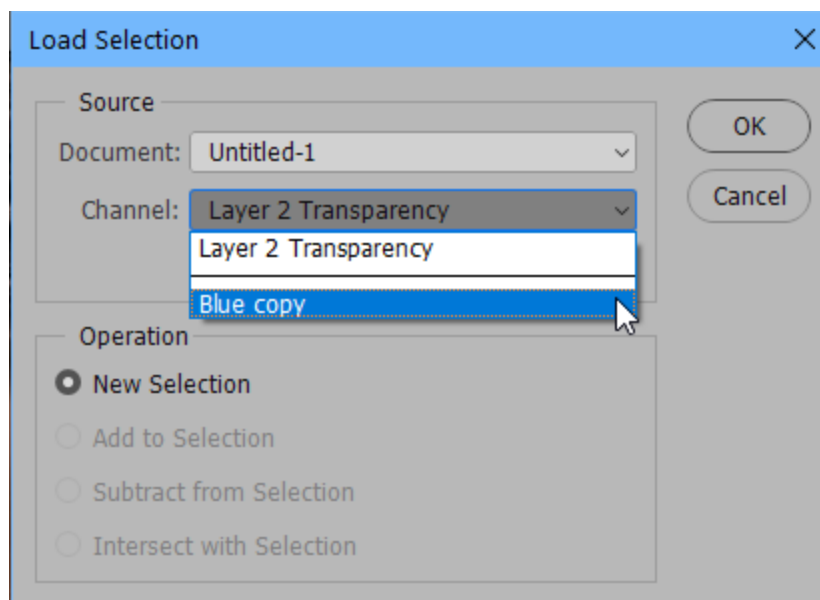 Load Selection
Source
OK
Document: Untitled-1
Cancel
Channel: Layer 2 Transparency
Layer 2 Transparency
Blue copy
Operation
New Selection
Add to Selection
Subtract from Selection
Intersect with Selection